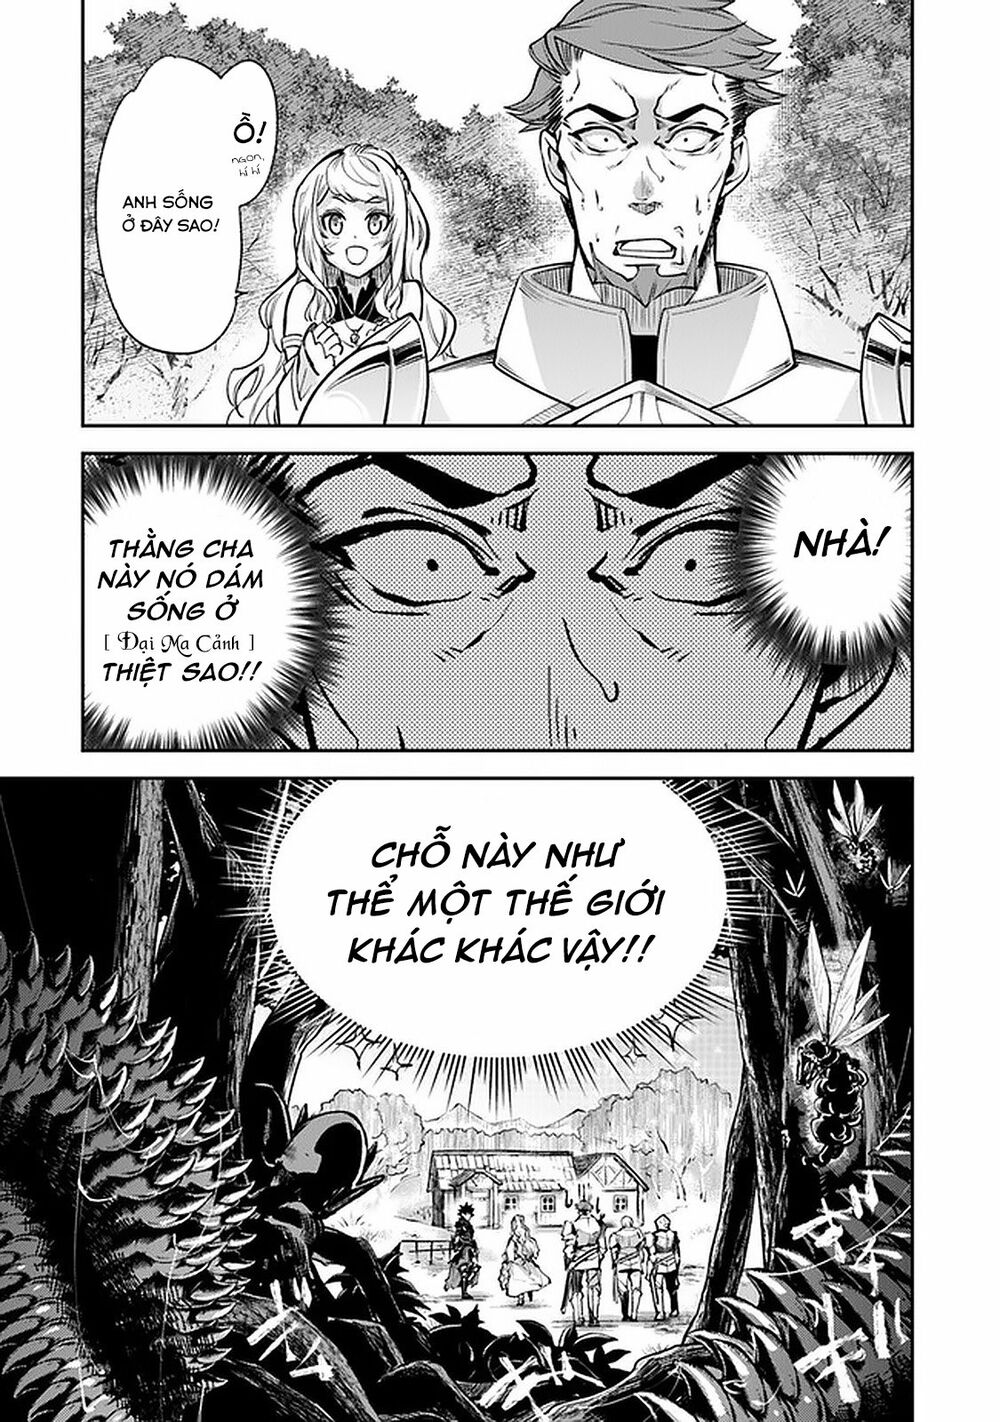 Ồ!
ngon,
hí hí
ANH SỐNG
Ở ĐÂY SAO!
NHÀ!
THẰNG CHA
NÀY NÓ DÁM
SỐNG Ở
[ Đại Ma Cảnh ]
THIỆT SAO!!
CHỖ NÀY NHƯ
THỂ MỘT THẾ GIỚI
KHÁC KHÁC VẬY!!